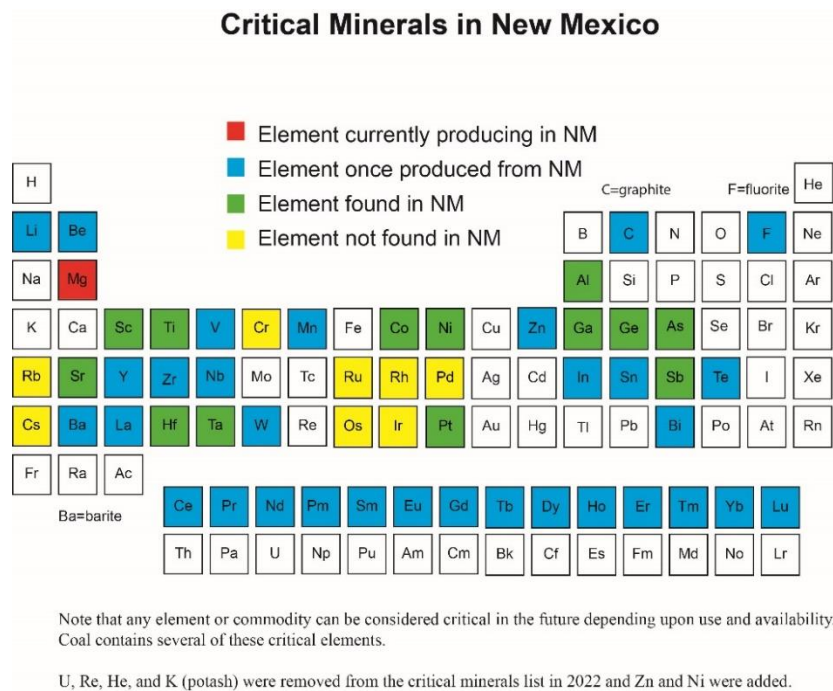 Critical Minerals in New Mexico
Element currently producing in NM
Element once produced from NM
Element found in NM
Element not found in NM
C=graphite F=fluorite
H He
Li Be B C N O F Ne
Na Mg Al Si P S Cl Ar
K Ca Sc Ti V Cr Mn Fe Co Ni Cu Zn Ga Ge As Se Br Kr
Rb Sr Y Zr Nb Mo Tc Ru Rh Pd Ag Cd In Sn Sb Te I Xe
Cs Ba La Hf Ta W Re Os Ir Pt Au Hg Tl Pb Bi Po At Rn
Fr Ra Ac
Ba=barite
Ce Pr Nd Pm Sm Eu Gd Tb Dy Ho Er Tm Yb Lu
Th Pa U Np Pu Am Cm Bk Cf Es Fm Md No Lr
Note that any element or commodity can be considered critical in the future depending upon use and availability.
Coal contains several of these critical elements.
U, Re, He, and K (potash) were removed from the critical minerals list in 2022 and Zn and Ni were added.